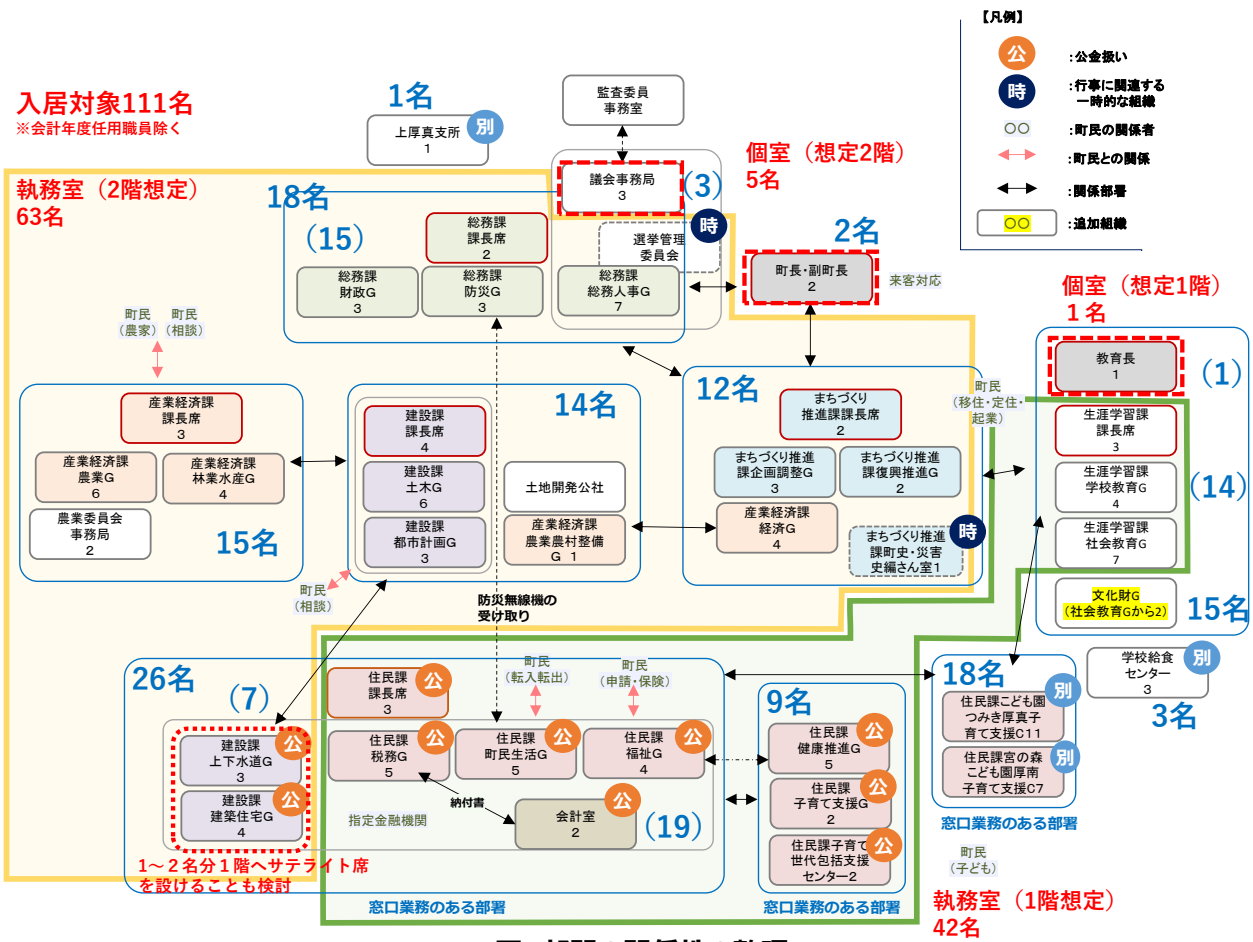 【凡例】
公
:公金扱い
時
:行事に関連する
一時的な組織
○○
:町民の関係者
:町民との関係
:関係部署
○○
:追加組織
入居対象111名
※会計年度任用職員除く
1名
上厚真支所
1
別
監査委員
事務室
個室（想定2階）
5名
執務室（2階想定）
63名
18名
（15）
議会事務局
3
（3）
総務課
課長席
2
選挙管理
委員会
時
総務課
財政G
3
総務課
防災G
3
総務課
総務人事G
7
2名
町長・副町長
2
来客対応
個室（想定1階）
１名
教育長
1
（1）
町民
（農家）
町民
（相談）
産業経済課
課長席
3
産業経済課
農業G
6
産業経済課
林業水産G
4
農業委員会
事務局
2
15名
14名
建設課
課長席
4
建設課
土木G
6
建設課
都市計画G
3
土地開発公社
産業経済課
農業農村整備
G 1
町民
（相談）
12名
まちづくり
推進課課長席
2
まちづくり推進
課企画調整G
3
まちづくり推進
課復興推進G
2
産業経済課
経済G
4
まちづくり推進
課町史・災害
史編さん室1
時
町民
（移住・定住・
起業）
生涯学習課
課長席
3
生涯学習課
学校教育G
4
（14）
生涯学習課
社会教育G
7
文化財G
（社会教育Gから2）
15名
防災無線機の
受け取り
26名
（7）
住民課
課長席
3
公
町民
（転入転出）
町民
（申請・保険）
建設課
上下水道G
3
公
建設課
建築住宅G
4
公
住民課
税務G
5
公
住民課
町民生活G
5
公
住民課
福祉G
4
公
納付書
指定金融機関
会計室
2
公
（19）
1～２名分１階へサテライト席
を設けることも検討
窓口業務のある部署
9名
住民課
健康推進G
5
公
住民課
子育て支援G
2
公
住民課子育て
世代包括支援
センター2
公
窓口業務のある部署
18名
住民課こども園
つみき厚真子
育て支援C11
別
住民課宮の森
こども園厚南
子育て支援C7
別
窓口業務のある部署
町民
（子ども）
学校給食
センター
3
別
3名
執務室（1階想定）
42名